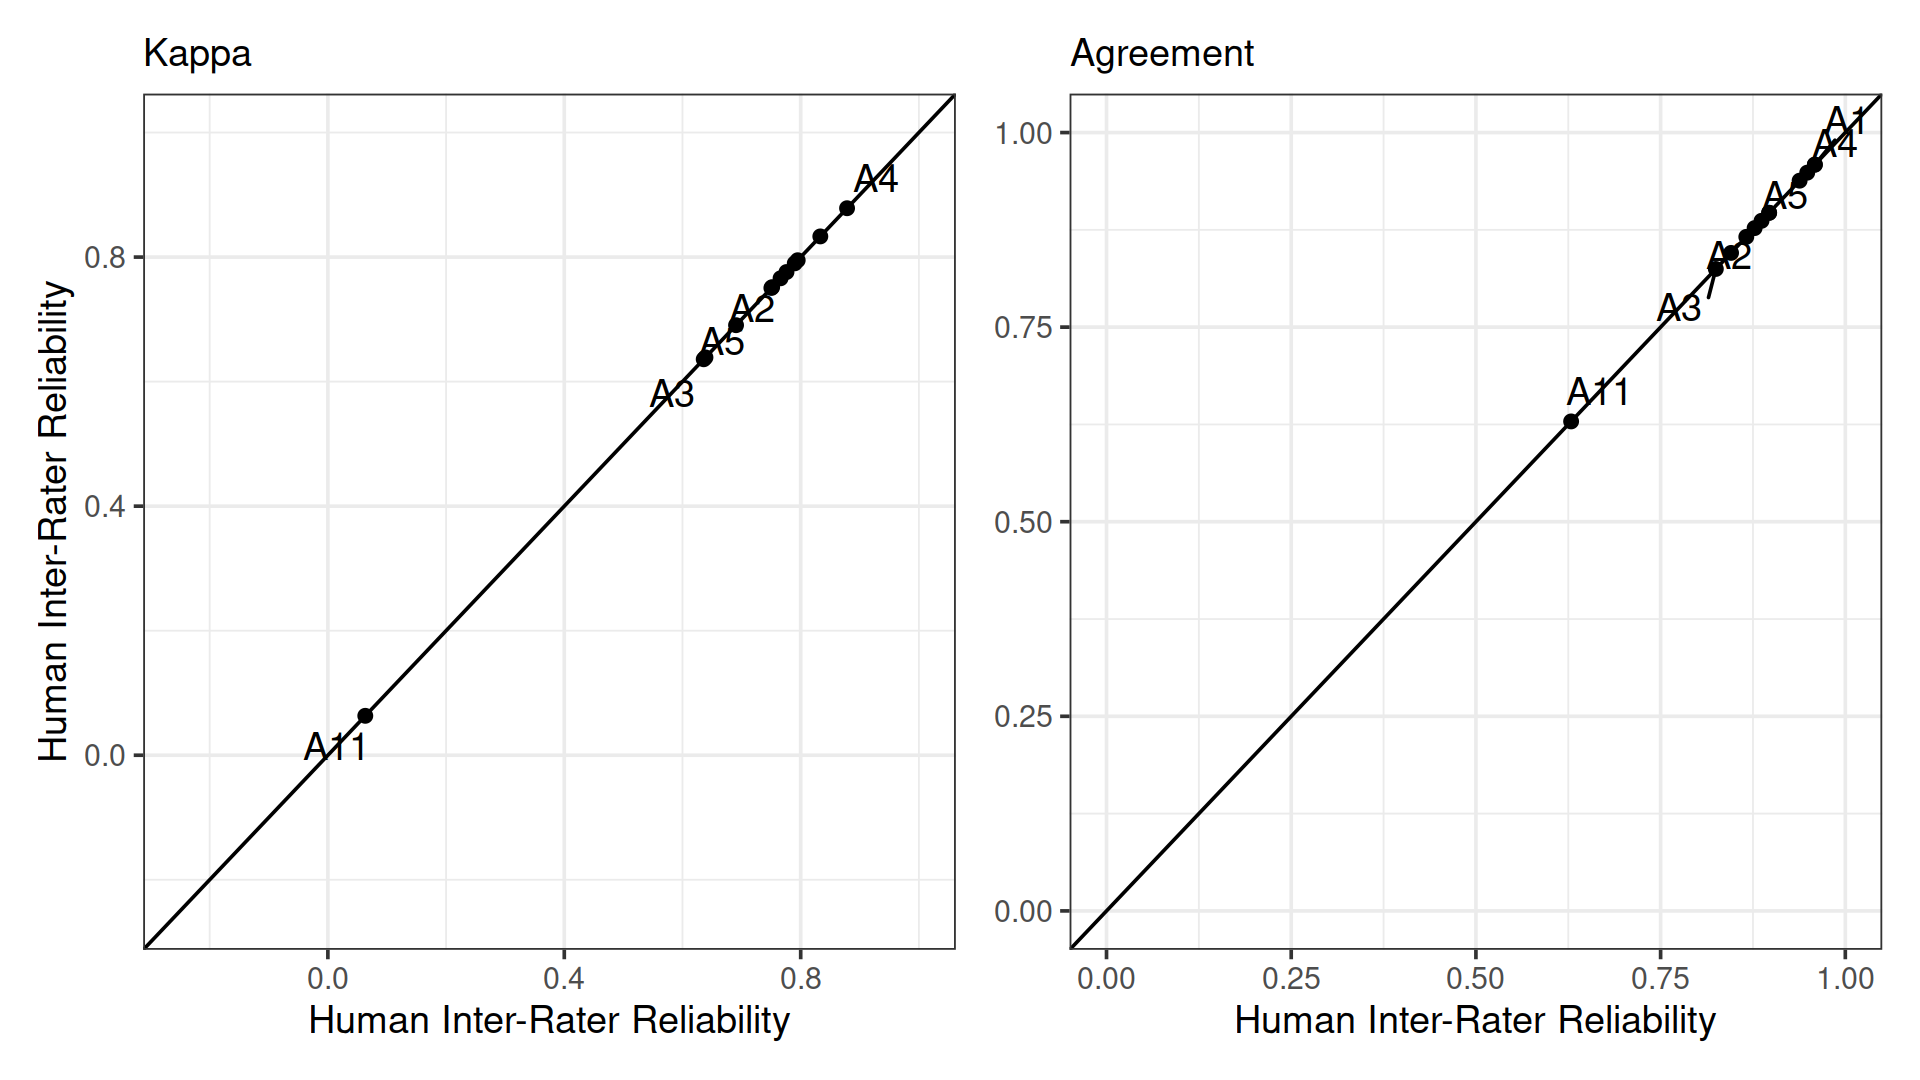 Kappa
Human Inter-Rater Reliability
0.8
0.4
0.0
A4
A2
A5
A3
A11
0.0 0.4 0.8
Human Inter-Rater Reliability
Agreement
1.00
0.75
0.50
0.25
0.00
A1
A4
A5
A2
A3
A11
0.00 0.25 0.50 0.75 1.00
Human Inter-Rater Reliability